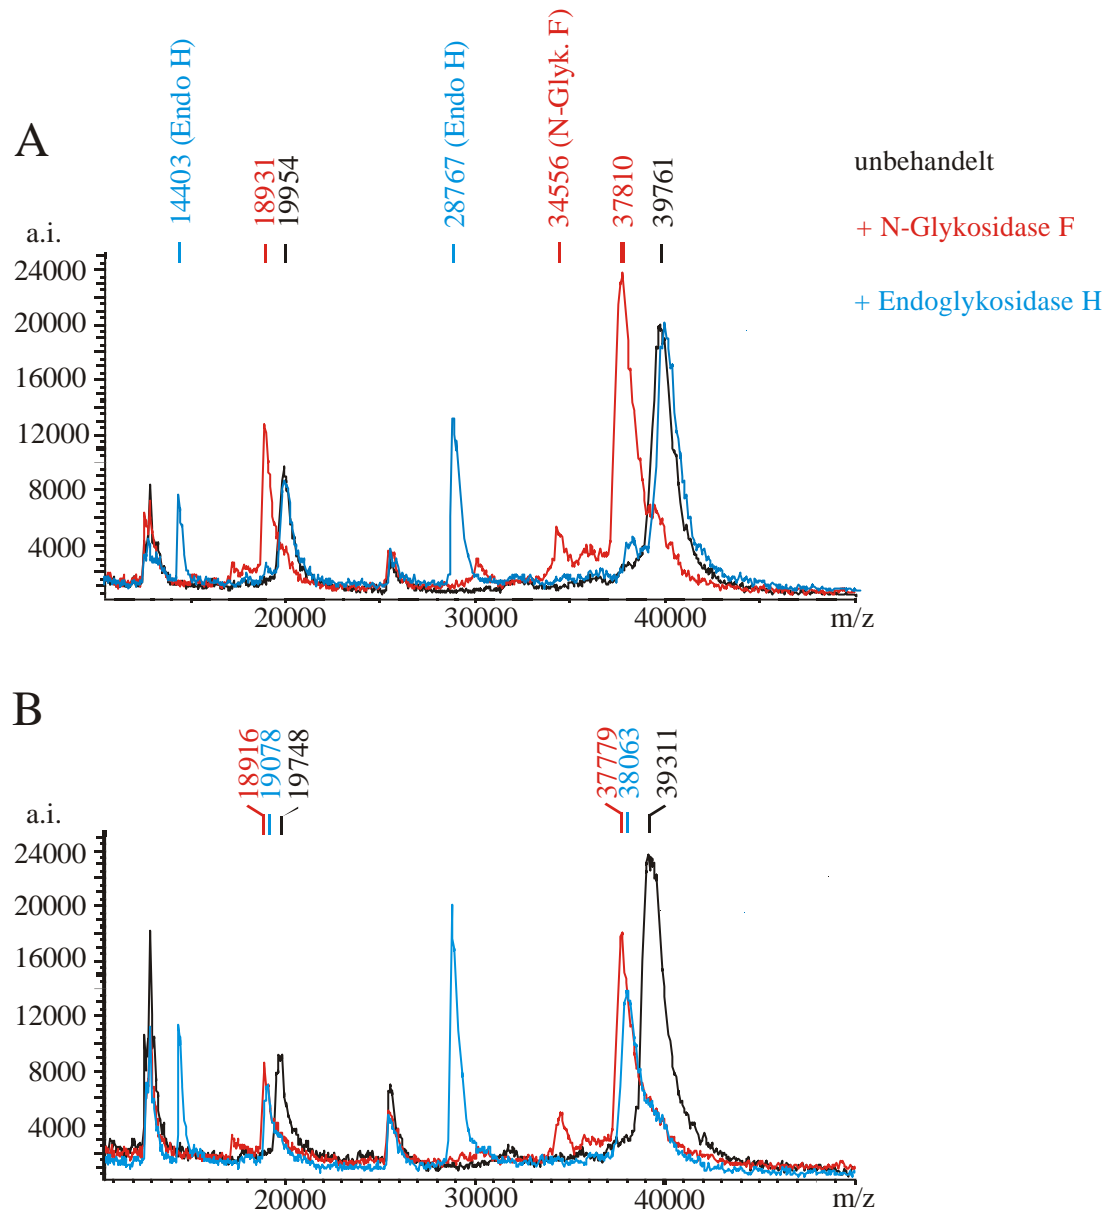 A
14403 (Endo H)
18931
19954
28767 (Endo H)
34556 (N-Glyk. F)
37810
39761
unbehandelt
+ N-Glykosidase F
+ Endoglykosidase H
a.i.
24000
20000
16000
12000
8000
4000
20000
30000
40000
m/z
B
18916
19078
19748
37779
38063
39311
a.i.
24000
20000
16000
12000
8000
4000
20000
30000
40000
m/z